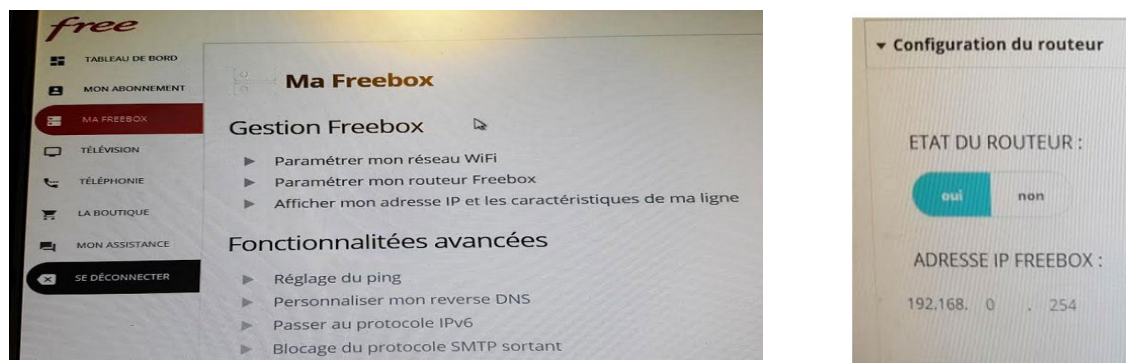 free
TABLEAU DE BORD
MON ABONNEMENT
MA FREEBOX
TÉLÉVISION
TÉLÉPHONIE
LA BOUTIQUE
MON ASSISTANCE
SE DÉCONNECTER
Ma Freebox
Gestion Freebox
Paramétrer mon réseau WiFi
Paramétrer mon routeur Freebox
Afficher mon adresse IP et les caractéristiques de ma ligne
Fonctionnalitées avancées
Réglage du ping
Personnaliser mon reverse DNS
Passer au protocole IPv6
Blocage du protocole SMTP sortant
Configuration du routeur
ETAT DU ROUTEUR :
oui non
ADRESSE IP FREEBOX :
192.168. 0 . 254